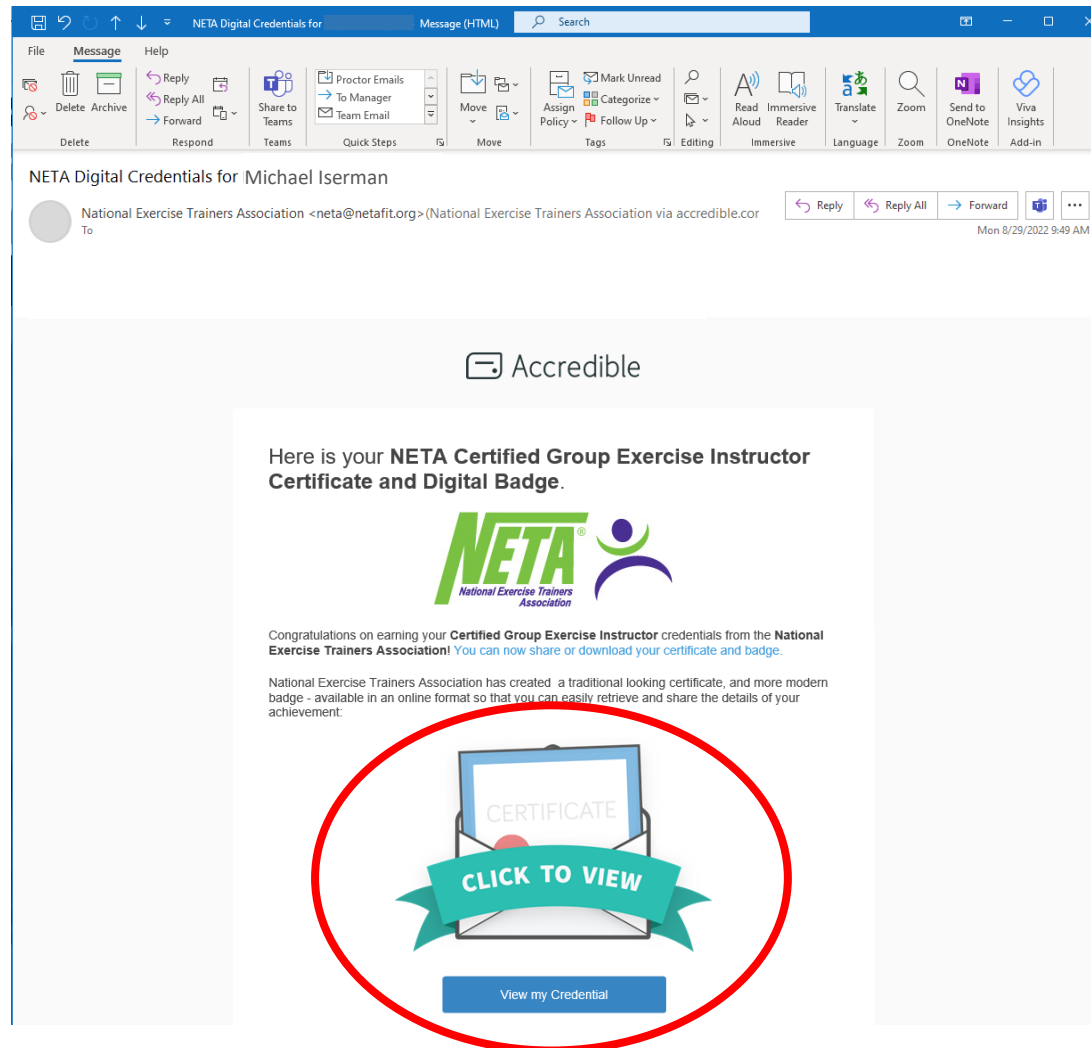 NETA Digital Credentials for Message (HTML) Search
File Message Help
Delete Archive
Reply
Reply All
Forward
Share to Teams
Proctor Emails
To Manager
Team Email
Move
Assign Policy
Mark Unread
Categorize
Follow Up
Read Aloud
Immersive Reader
Translate
Zoom
Send to OneNote
Viva Insights
Delete Respond Teams Quick Steps Move Tags Editing Immersive Language Zoom OneNote Add-in
NETA Digital Credentials for Michael Iserman
National Exercise Trainers Association <neta@netafit.org>(National Exercise Trainers Association via accredible.cor
To
Reply Reply All Forward
Mon 8/29/2022 9:49 AM
Accredible
Here is your NETA Certified Group Exercise Instructor
Certificate and Digital Badge.
NETA®
National Exercise Trainers
Association
Congratulations on earning your Certified Group Exercise Instructor credentials from the National
Exercise Trainers Association! You can now share or download your certificate and badge.
National Exercise Trainers Association has created a traditional looking certificate, and more modern
badge - available in an online format so that you can easily retrieve and share the details of your
achievement:
CERTIFICATE
CLICK TO VIEW
View my Credential